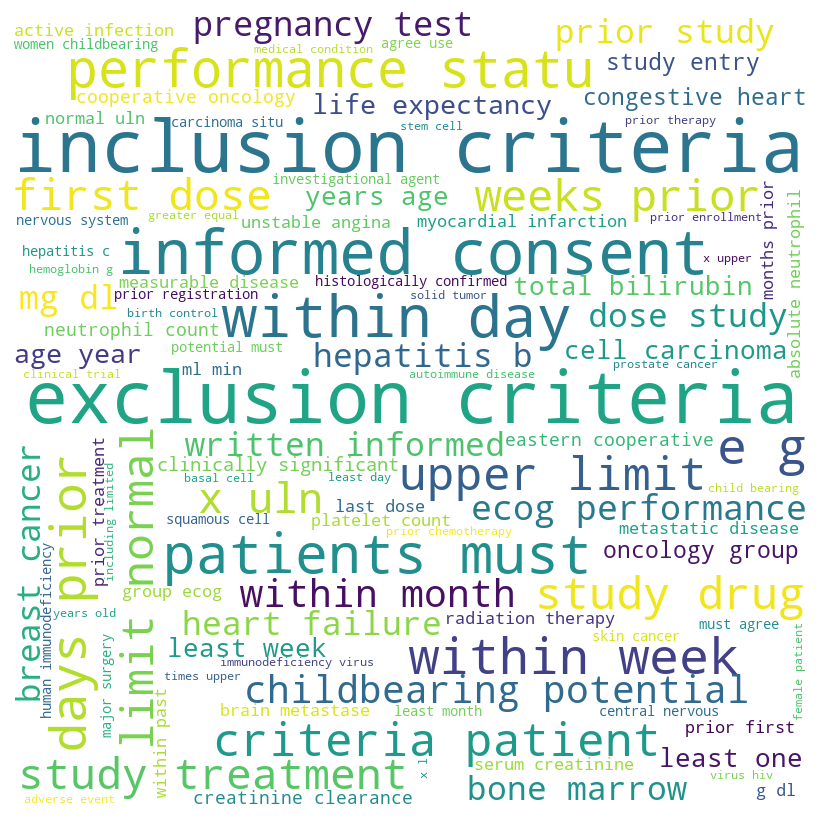 active infection
pregnancy test
agree use
prior study
women childbearing
medical condition
performance statu
study entry
cooperative oncology
life expectancy
congestive heart
normal uln
carcinoma situ
stem cell
prior therapy
inclusion criteria
first dose
investigational agent
years age
weeks prior
months prior
absolute neutrophil
nervous system
greater equal
unstable angina
myocardial infarction
prior enrollment
hepatitis c
informed consent
x upper
hemoglobin g
measurable disease
histologically confirmed
total bilirubin
mg dl
prior registration
solid tumor
birth control
within day
dose study
neutrophil count
age year
potential must
hepatitis b
cell carcinoma
clinical trial
ml min
autoimmune disease
prostate cancer
exclusion criteria
written informed
eastern cooperative
e g
breast cancer
days prior
prior treatment
including limited
limit normal
clinically significant
upper limit
basal cell
least day
child bearing
x uln
last dose
ecog performance
squamous cell
platelet count
prior chemotherapy
metastatic disease
patients must
oncology group
human immunodeficiency
group ecog
within month
study drug
years old
heart failure
radiation therapy
must agree
skin cancer
female patient
major surgery
least week
immunodeficiency virus
within week
times upper
childbearing potential
within past
brain metastase
least month
central nervous
criteria patient
prior first
least one
study treatment
x l
serum creatinine
virus hiv
adverse event
creatinine clearance
bone marrow
g dl